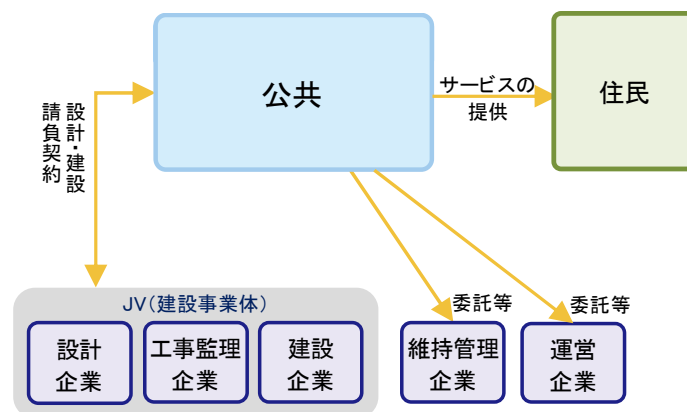 公共
サービスの
提供
住民
設計・建設
請負契約
JV(建設事業体)
設計
企業
工事監理
企業
建設
企業
委託等
維持管理
企業
委託等
運営
企業